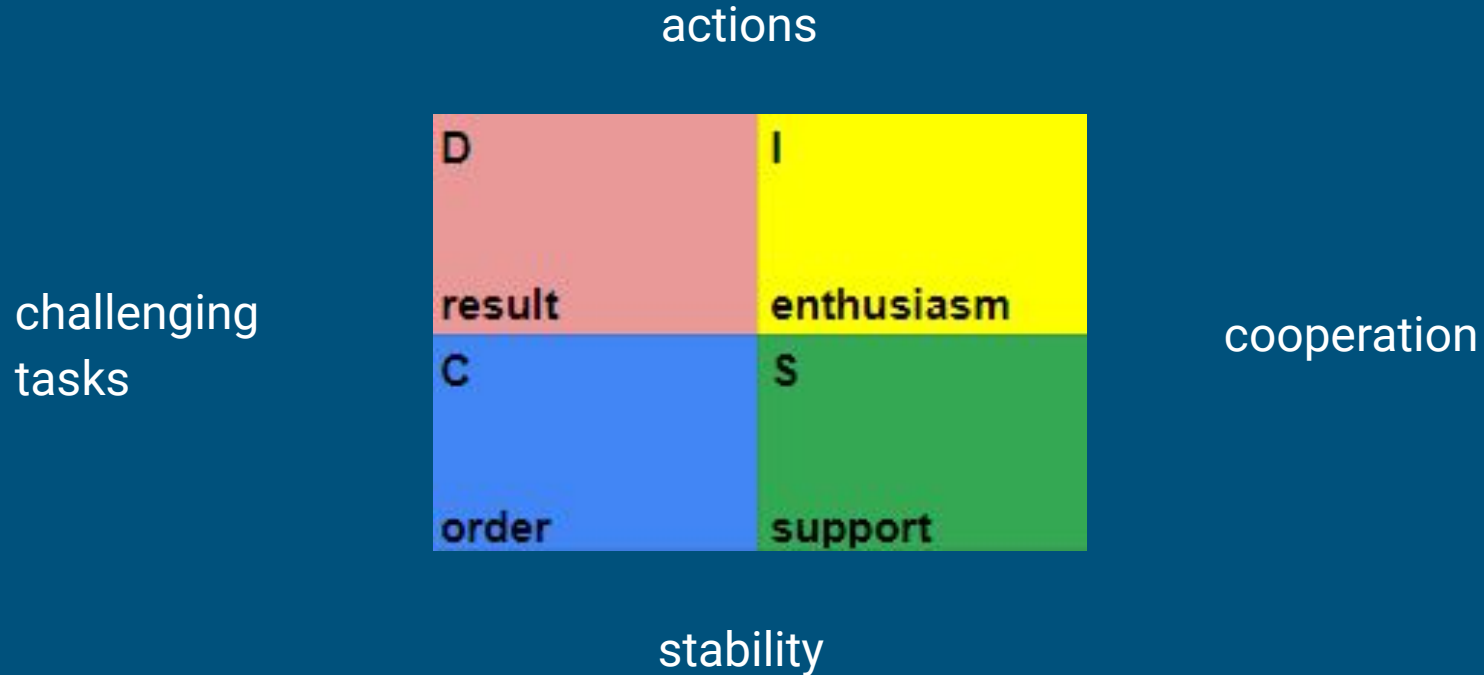 actions
D
I
result
enthusiasm
challenging
tasks
cooperation
C
S
order
support
stability